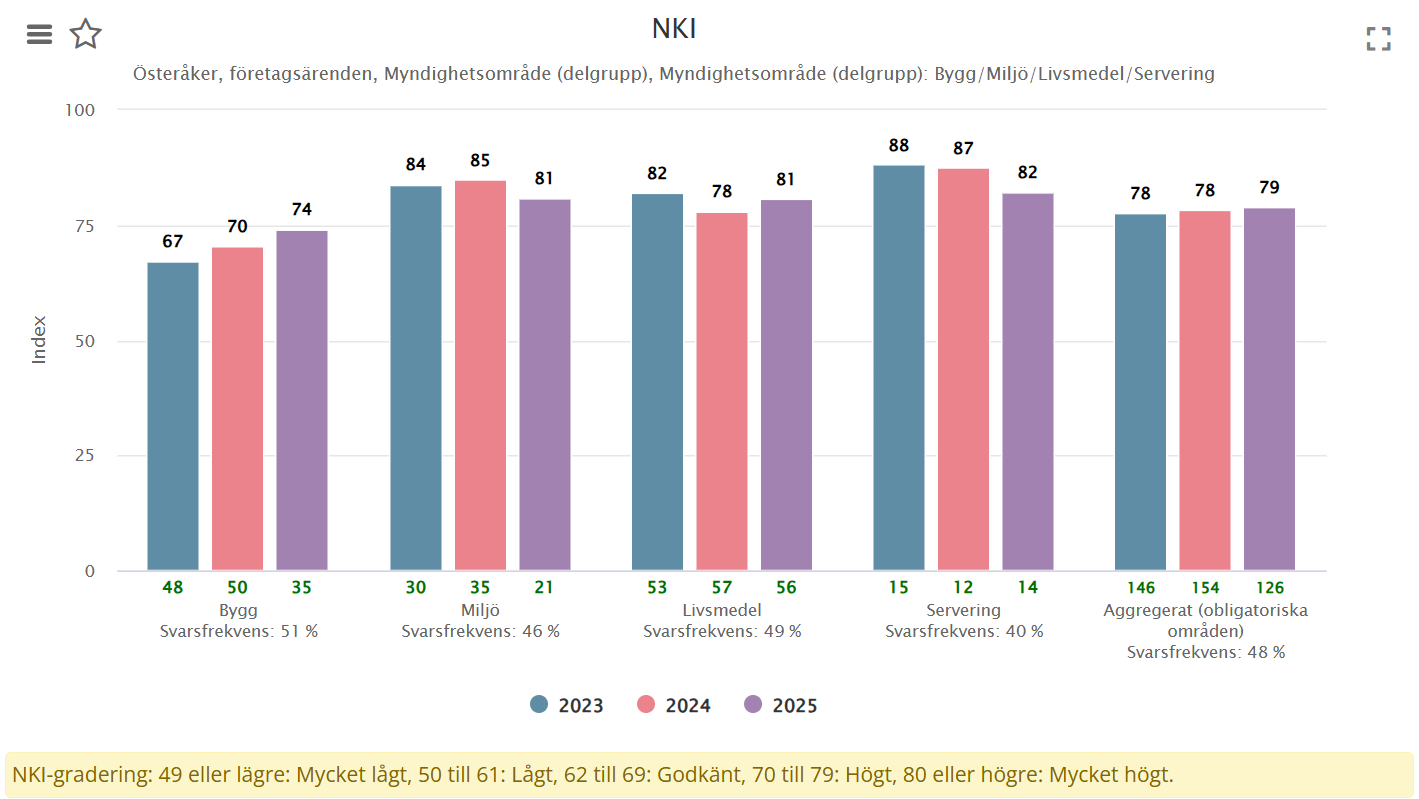 NKI
Österåker, företagsärenden, Myndighetsområde (delgrupp), Myndighetsområde (delgrupp): Bygg/Miljö/Livsmedel/Servering
Index
100
75
50
25
0
67 70 74
84 85 81
82 78 81
88 87 82
78 78 79
48 50 35
Bygg
Svarsfrekvens: 51 %
30 35 21
Miljö
Svarsfrekvens: 46 %
53 57 56
Livsmedel
Svarsfrekvens: 49 %
15 12 14
Servering
Svarsfrekvens: 40 %
146 154 126
Aggregerat (obligatoriska
områden)
Svarsfrekvens: 48 %
2023 2024 2025
NKI-gradering: 49 eller lägre: Mycket lågt, 50 till 61: Lågt, 62 till 69: Godkänt, 70 till 79: Högt, 80 eller högre: Mycket högt.